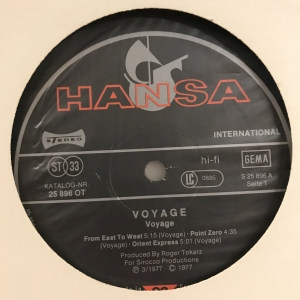 HANSA
INTERNATIONAL
STEREO
ST 33
hi-fi
GEMA
LC 0835
KATALOG-NR
25 896 OT
S 25 896 A
Seite 1
VOYAGE
Voyage
From East To West 5:15 (Voyage) · Point Zero 4:35
(Voyage) · Orient Express 5:01 (Voyage)
Produced By Roger Tokarz
For Sirocco Productions
℗ 3/1977 © 1977